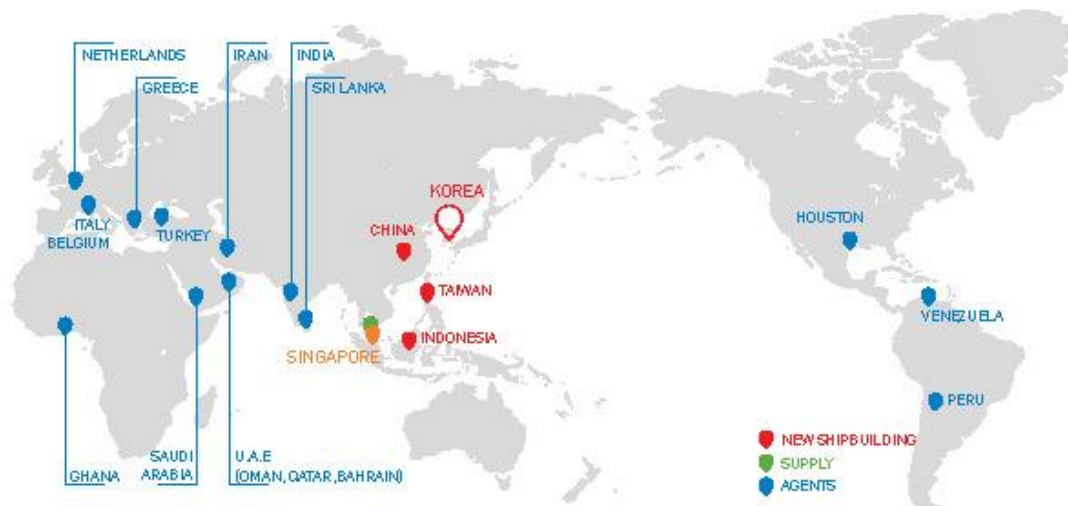 NETHERLANDS
IRAN
INDIA
GREECE
SRI LANKA
KOREA
ITALY
BELGIUM
TURKEY
CHINA
HOUSTON
TAIWAN
VENEZUELA
INDONESIA
SINGAPORE
PERU
NEW SHIPBUILDING
SUPPLY
AGENTS
GHANA
SAUDI
ARABIA
U.A.E
(OMAN, QATAR ,BAHRAIN)